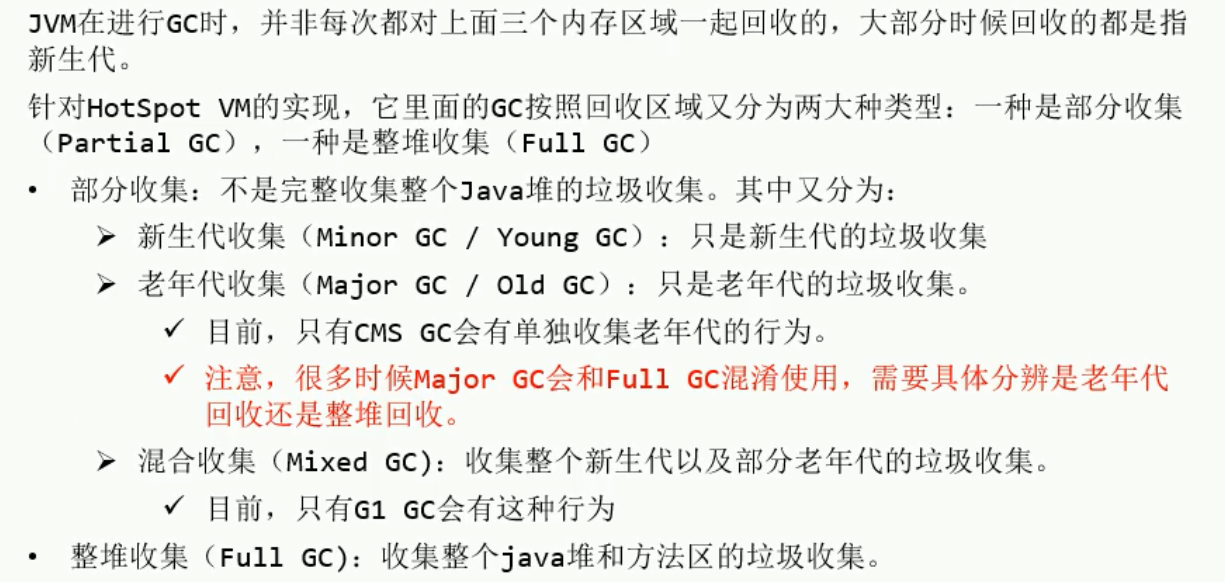 JVM在进行GC时，并非每次都对上面三个内存区域一起回收的，大部分时候回收的都是指
新生代。
针对HotSpot VM的实现，它里面的GC按照回收区域又分为两大种类型：一种是部分收集
（Partial GC），一种是整堆收集（Full GC）
• 部分收集：不是完整收集整个Java堆的垃圾收集。其中又分为：
➢ 新生代收集（Minor GC / Young GC）：只是新生代的垃圾收集
➢ 老年代收集（Major GC / Old GC）：只是老年代的垃圾收集。
✓ 目前，只有CMS GC会有单独收集老年代的行为。
✓ 注意，很多时候Major GC会和Full GC混淆使用，需要具体分辨是老年代
回收还是整堆回收。
➢ 混合收集（Mixed GC)：收集整个新生代以及部分老年代的垃圾收集。
✓ 目前，只有G1 GC会有这种行为
• 整堆收集（Full GC)：收集整个java堆和方法区的垃圾收集。